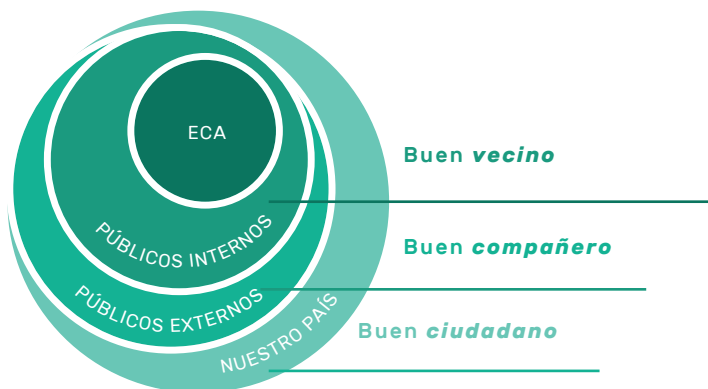 ECA
PÚBLICOS INTERNOS
PÚBLICOS EXTERNOS
NUESTRO PAÍS
Buen vecino
Buen compañero
Buen ciudadano